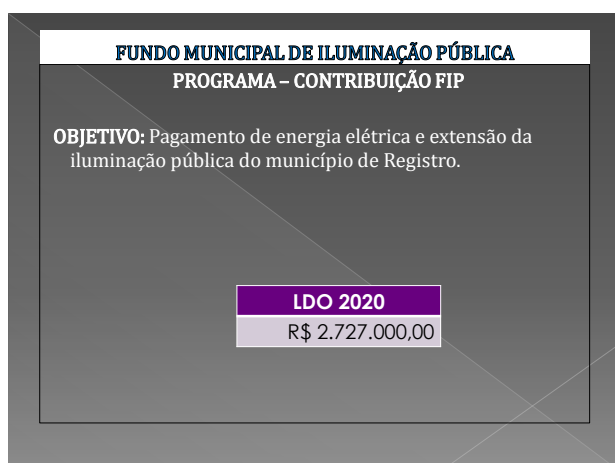 FUNDO MUNICIPAL DE ILUMINAÇÃO PÚBLICA
PROGRAMA – CONTRIBUIÇÃO FIP
OBJETIVO: Pagamento de energia elétrica e extensão da
iluminação pública do município de Registro.
LDO 2020
R$ 2.727.000,00